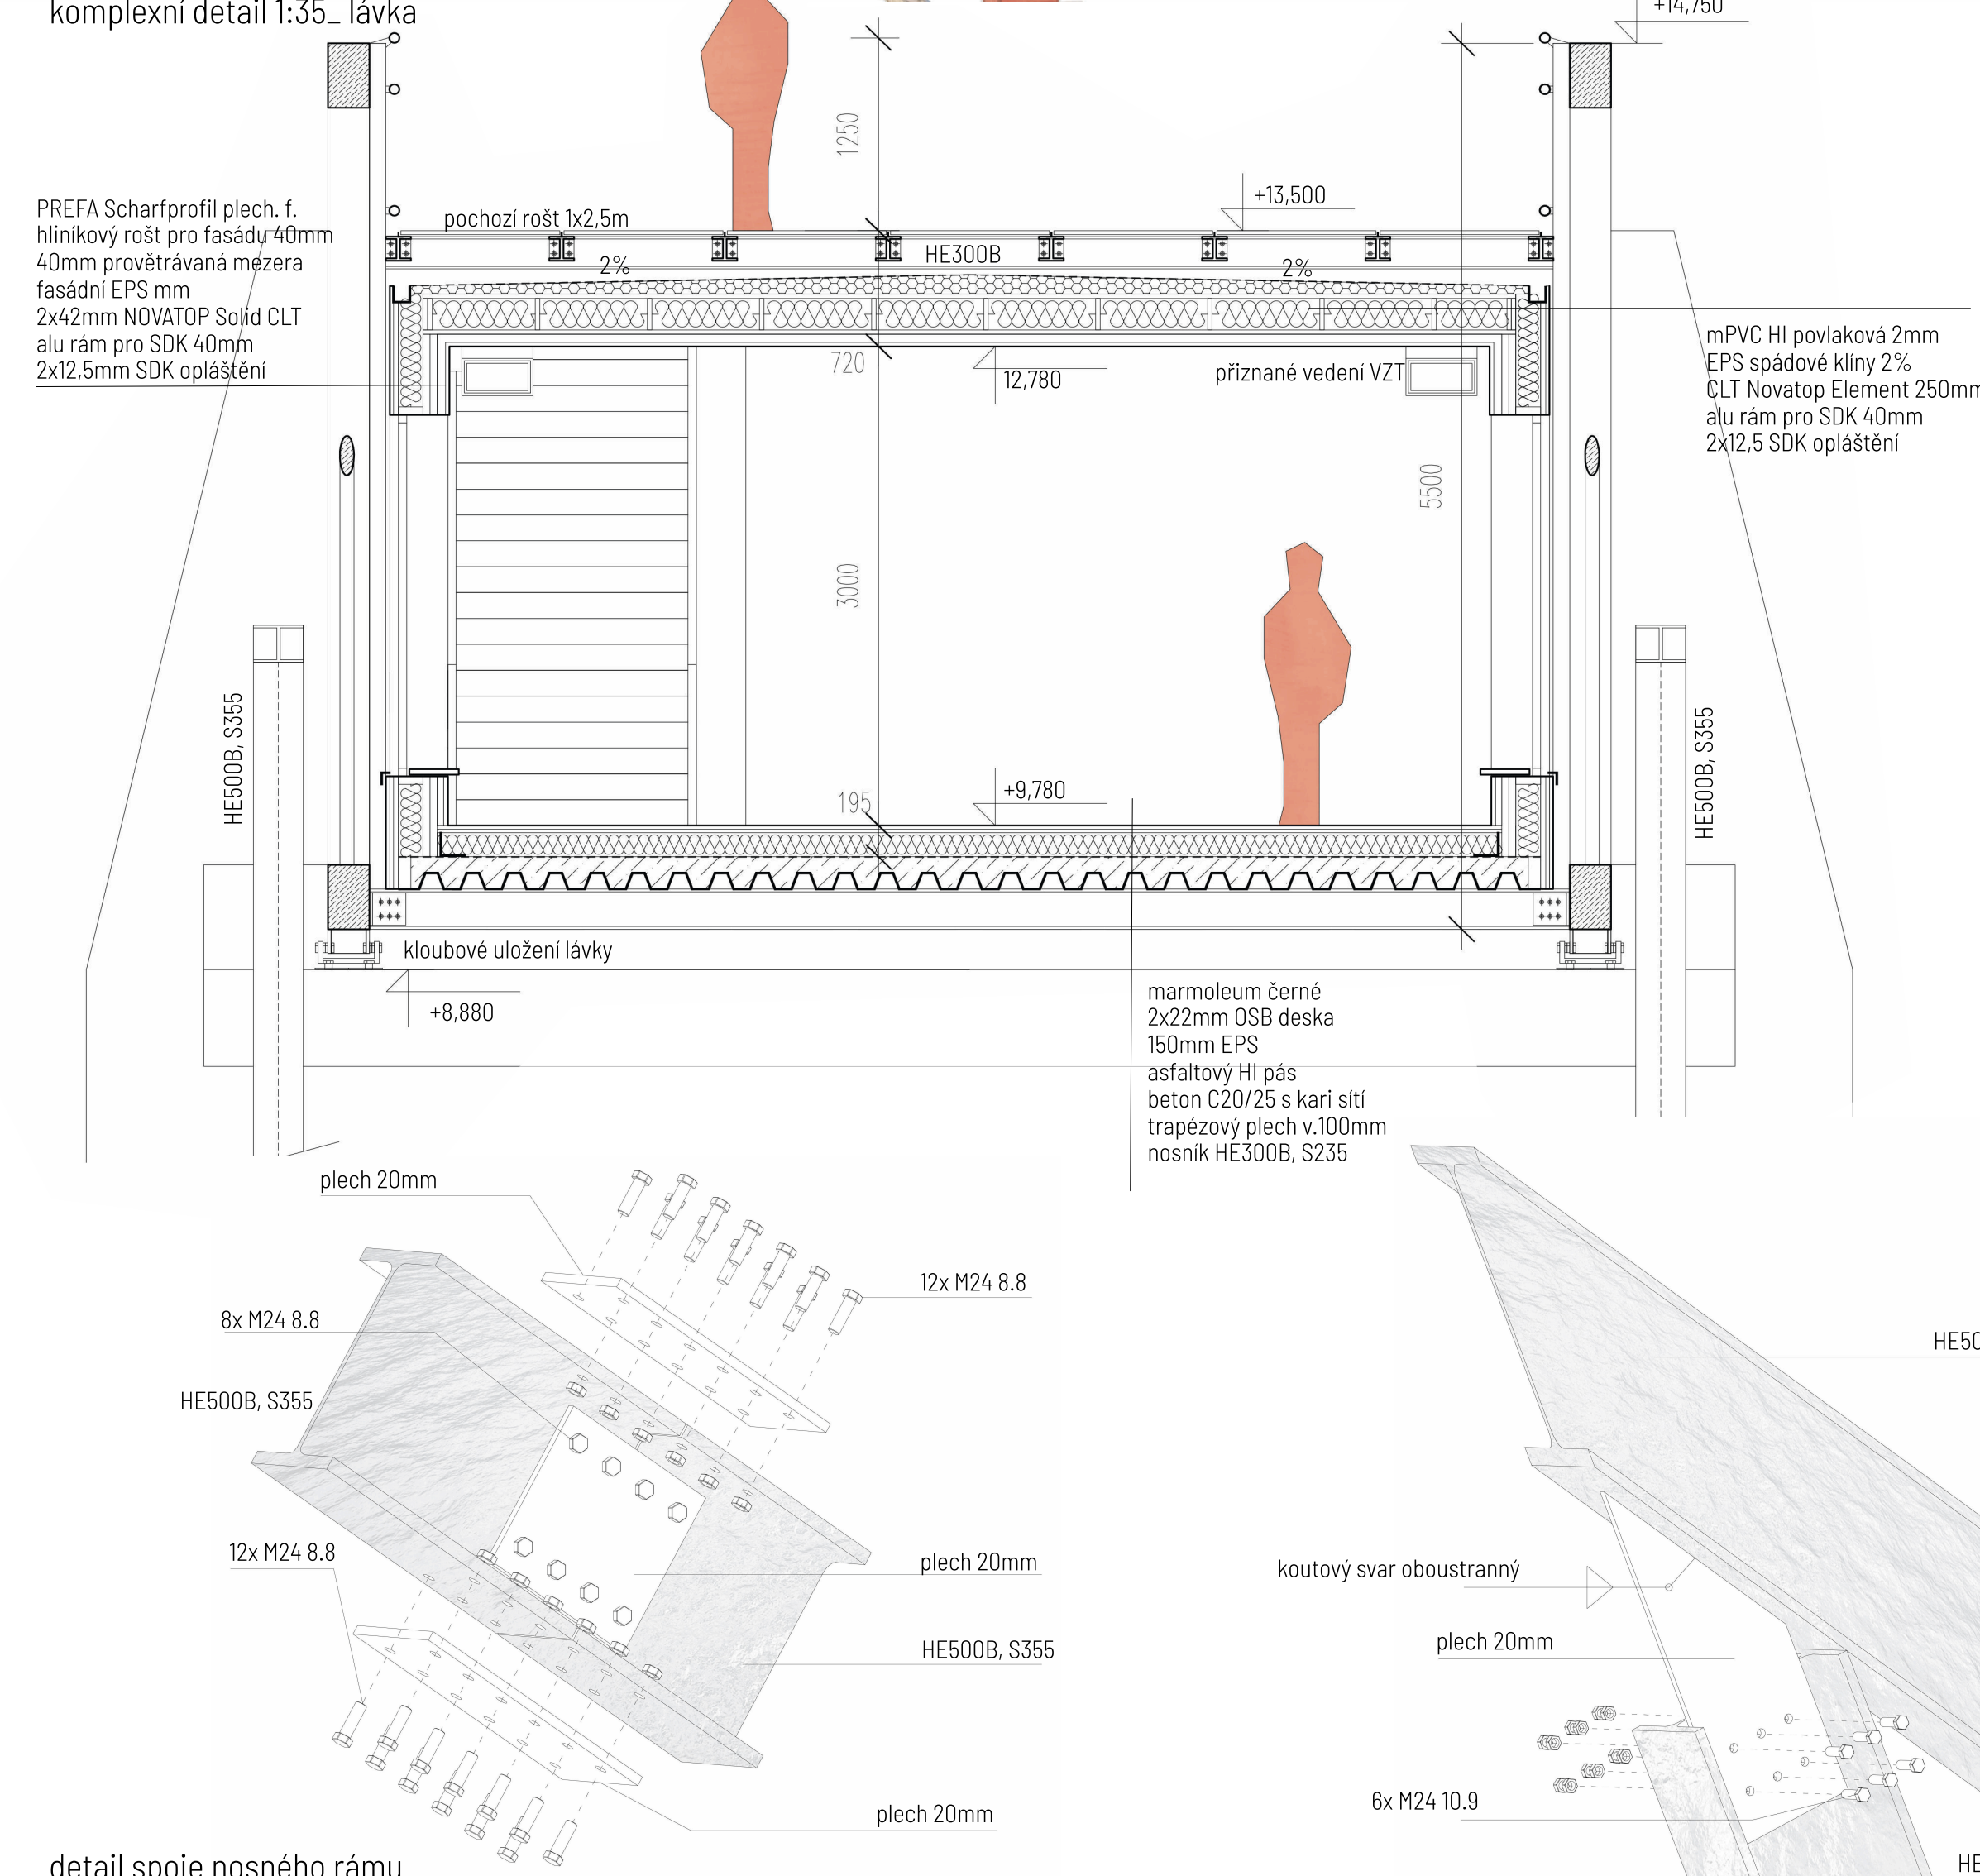 komplexní detail 1:35_ lávka
+14,750
1250
PREFA Scharfprofil plech. f.
hliníkový rošt pro fasádu 40mm
40mm provětrávaná mezera
fasádní EPS mm
2x42mm NOVATOP Solid CLT
alu rám pro SDK 40mm
2x12,5mm SDK opláštění
pochozí rošt 1x2,5m
+13,500
HE300B
2%
2%
720
12,780
přiznané vedení VZT
mPVC HI povlaková 2mm
EPS spádové klíny 2%
CLT Novatop Element 250mm
alu rám pro SDK 40mm
2x12,5 SDK opláštění
5500
3000
HE500B, S355
HE500B, S355
195
+9,780
kloubové uložení lávky
+8,880
marmoleum černé
2x22mm OSB deska
150mm EPS
asfaltový HI pás
beton C20/25 s kari sítí
trapézový plech v.100mm
nosník HE300B, S235
plech 20mm
12x M24 8.8
8x M24 8.8
HE500B, S355
12x M24 8.8
plech 20mm
HE500B, S355
plech 20mm
detail spoje nosného rámu
koutový svar oboustranný
plech 20mm
6x M24 10.9